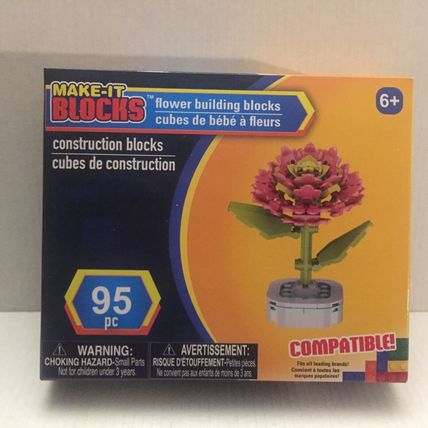 MAKE-IT
BLOCKS™
flower building blocks
cubes de bébé à fleurs
6+
construction blocks
cubes de construction
95
pc
WARNING:
CHOKING HAZARD-Small Parts
Not for children under 3 years.
AVERTISSEMENT:
RISQUE D'ÉTOUFFEMENT-Petites pièces.
Ne convient pas aux enfants de moins de 3 ans.
COMPATIBLE!
Fits all leading brands!
Convient à toutes les
marques populaires!